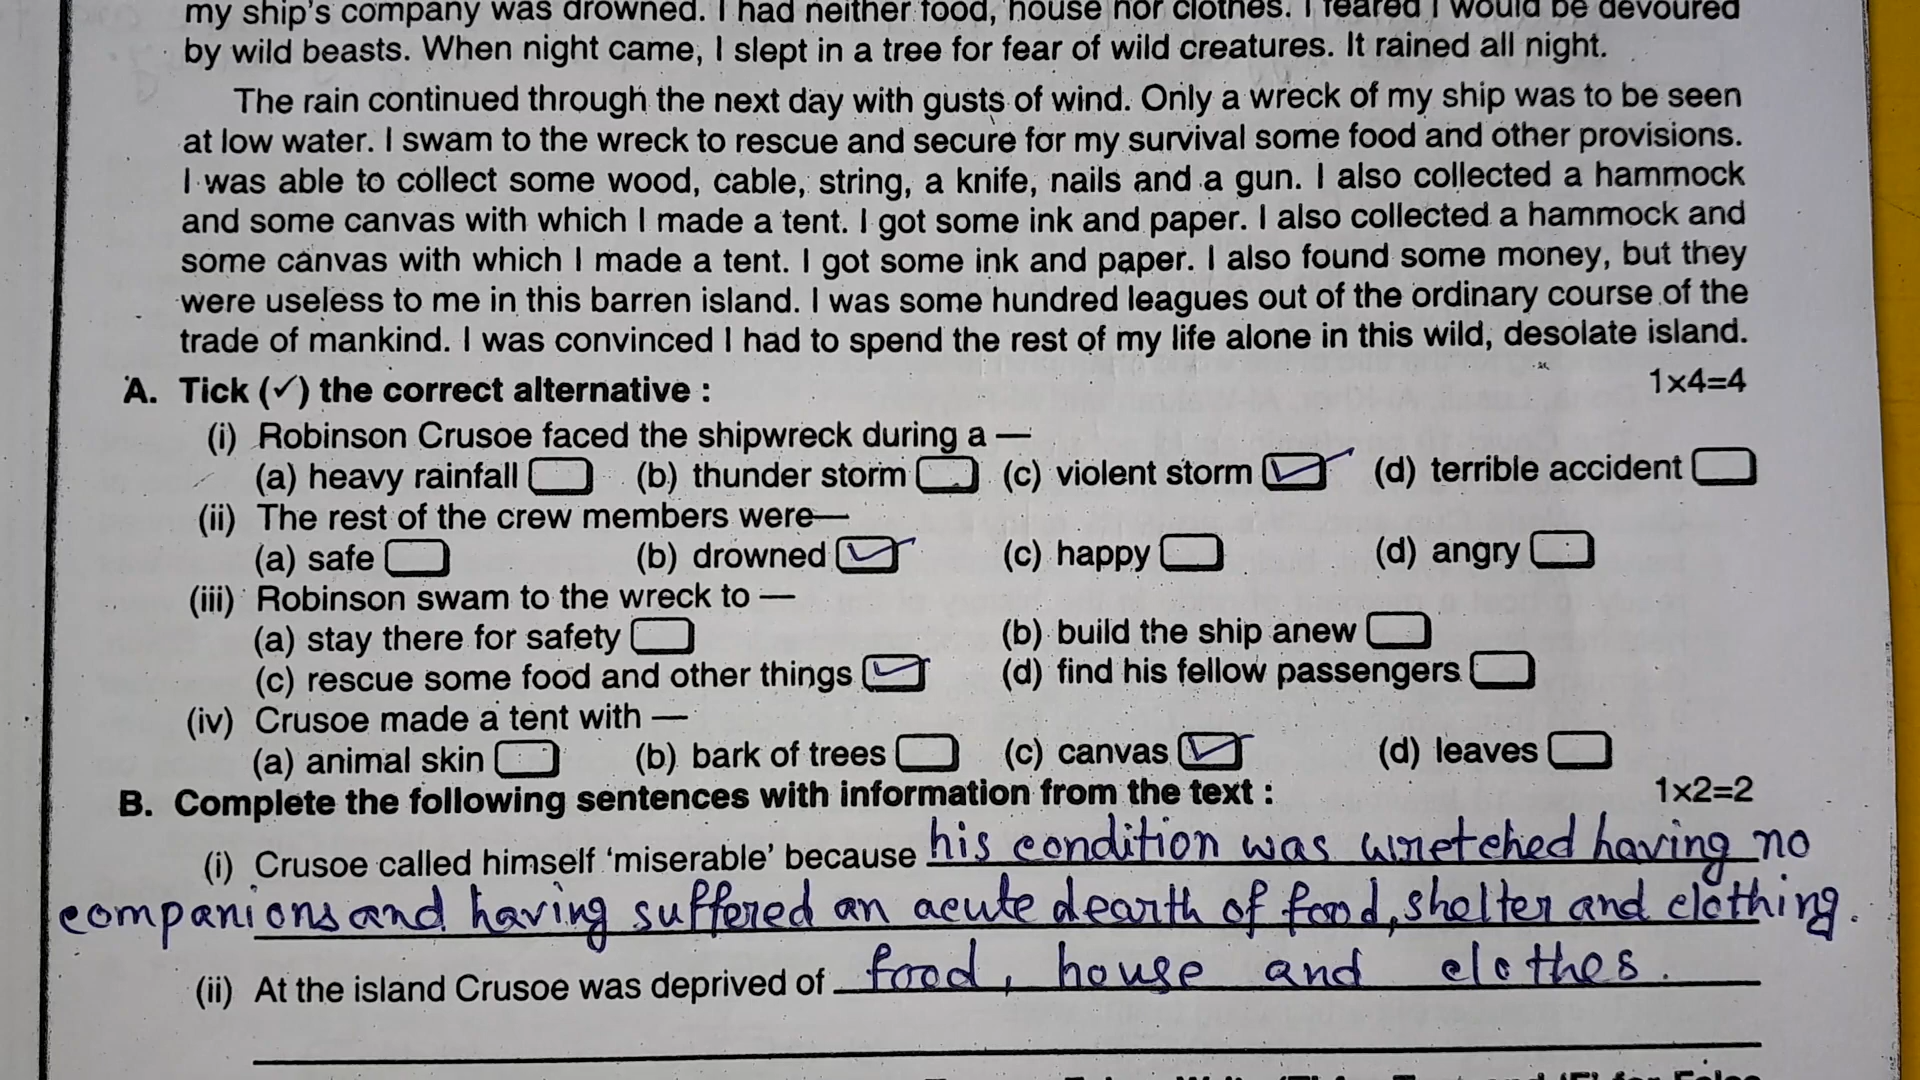 my ship's company was drowned. I had neither food, house nor clothes. I feared I would be devoured
by wild beasts. When night came, I slept in a tree for fear of wild creatures. It rained all night.
The rain continued through the next day with gusts of wind. Only a wreck of my ship was to be seen
at low water. I swam to the wreck to rescue and secure for my survival some food and other provisions.
I was able to collect some wood, cable, string, a knife, nails and a gun. I also collected a hammock
and some canvas with which I made a tent. I got some ink and paper. I also collected a hammock and
some canvas with which I made a tent. I got some ink and paper. I also found some money, but they
were useless to me in this barren island. I was some hundred leagues out of the ordinary course of the
trade of mankind. I was convinced I had to spend the rest of my life alone in this wild, desolate island.
A. Tick (✓) the correct alternative : 1x4=4
(i) Robinson Crusoe faced the shipwreck during a —
(a) heavy rainfall (b) thunder storm (c) violent storm ✓ (d) terrible accident
(ii) The rest of the crew members were—
(a) safe (b) drowned ✓ (c) happy (d) angry
(iii) Robinson swam to the wreck to —
(a) stay there for safety (b) build the ship anew
(c) rescue some food and other things ✓ (d) find his fellow passengers
(iv) Crusoe made a tent with —
(a) animal skin (b) bark of trees (c) canvas ✓ (d) leaves
B. Complete the following sentences with information from the text : 1x2=2
(i) Crusoe called himself 'miserable' because his condition was wretched having no
companions and having suffered an acute dearth of food, shelter and clothing.
(ii) At the island Crusoe was deprived of food, house and clothes.